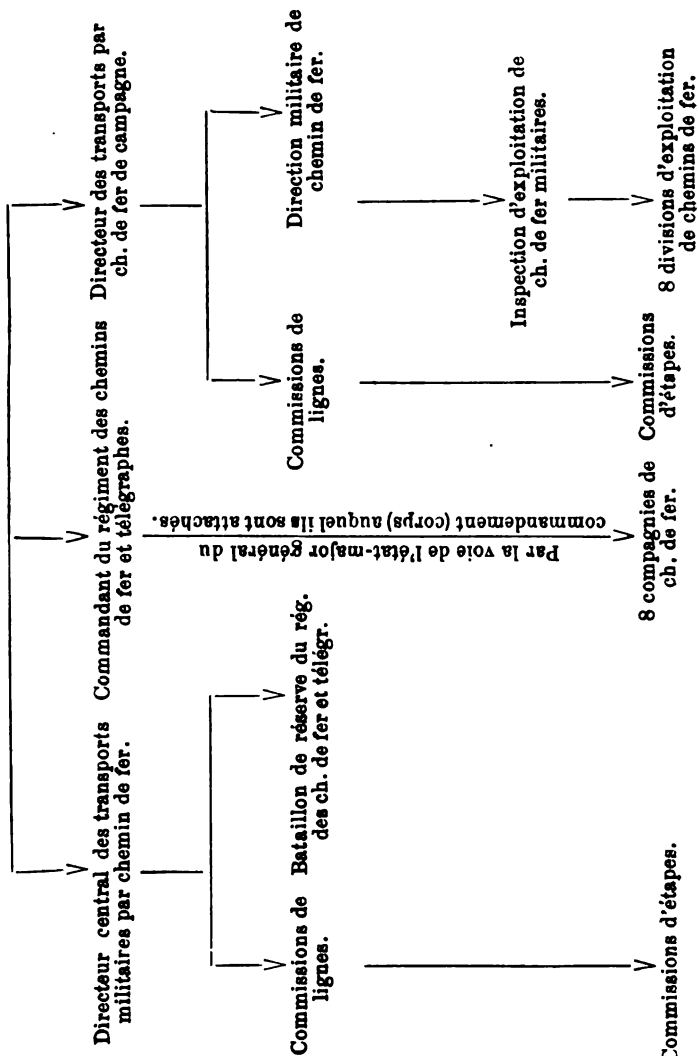 Directeur central des transports
militaires par chemin de fer.
Commandant du régiment des chemins
de fer et télégraphes.
Directeur des transports par
ch. de fer de campagne.
Commissions de
lignes.
Bataillon de réserve du rég.
des ch. de fer et télégr.
Par la voie de l'état-major général du
commandement (corps) auquel ils sont attachés.
Commissions de
lignes.
Direction militaire de
chemin de fer.
Inspection d'exploitation de
ch. de fer militaires.
Commissions d'étapes.
8 compagnies de
ch. de fer.
Commissions
d'étapes.
8 divisions d'exploitation
de chemins de fer.